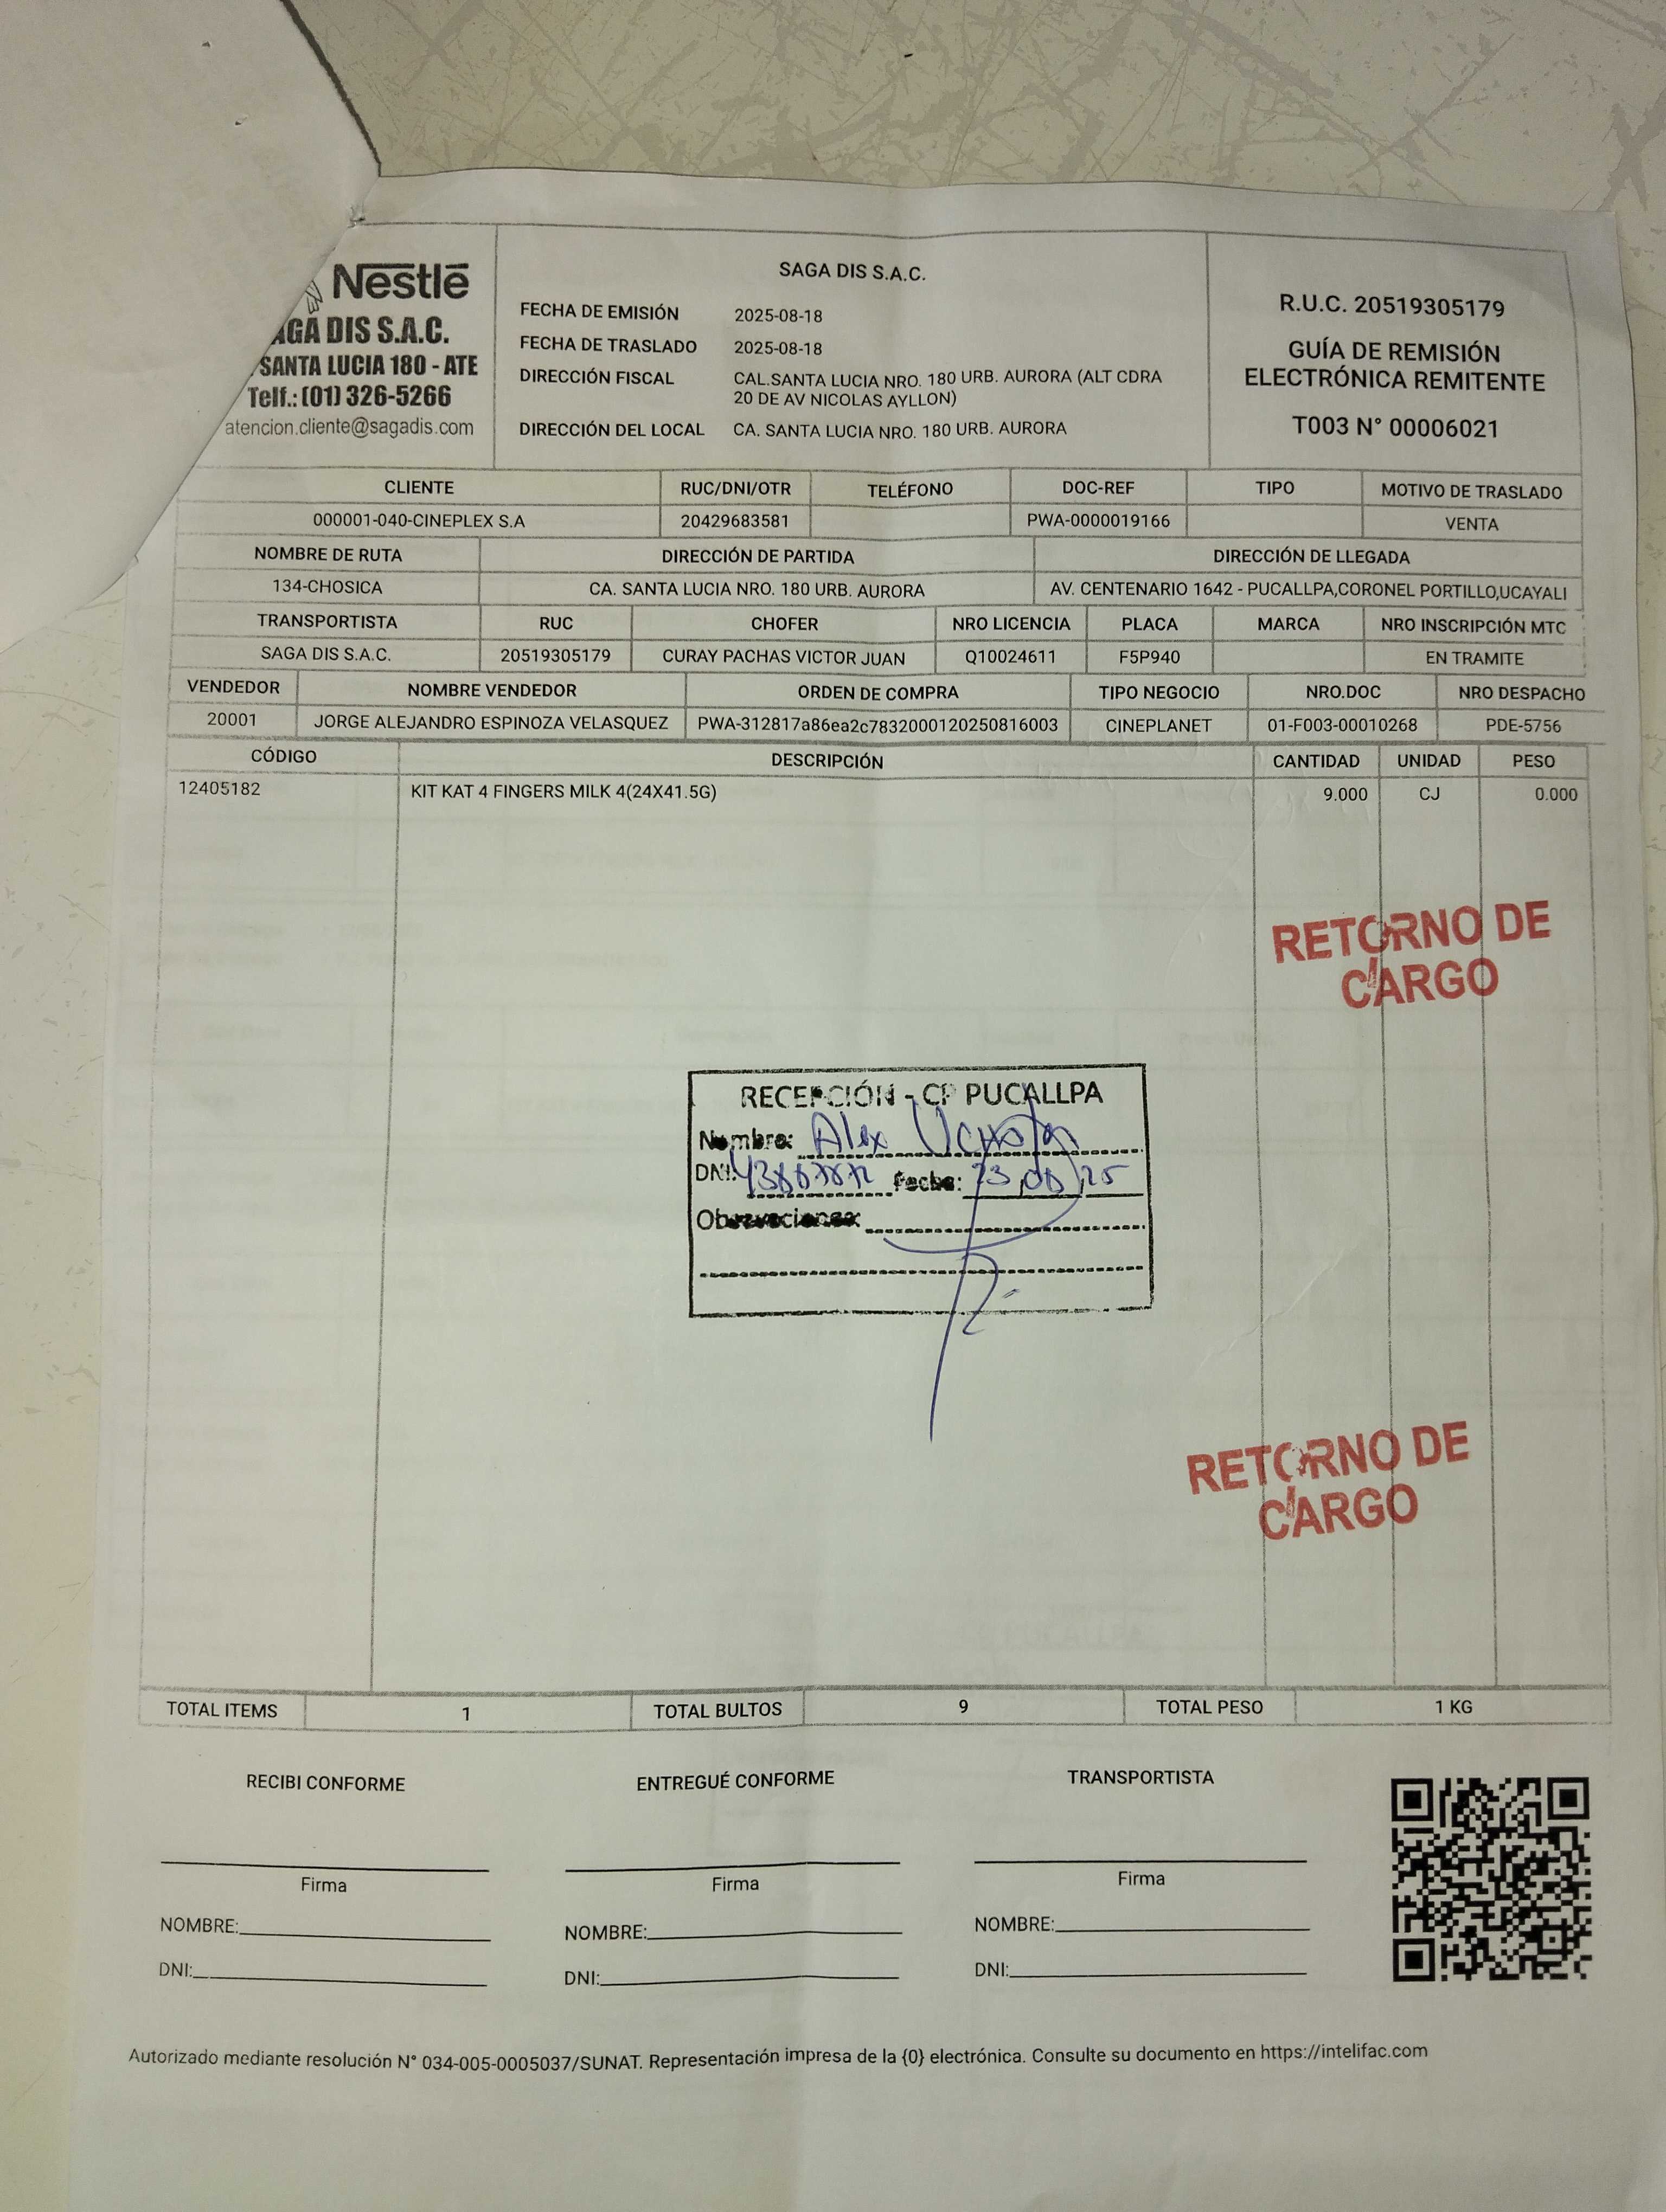 Nestlé
AGA DIS S.A.C.
SANTA LUCIA 180 - ATE
Telf.: (01) 326-5266
atencion.cliente@sagadis.com
SAGA DIS S.A.C.
FECHA DE EMISIÓN 2025-08-18
FECHA DE TRASLADO 2025-08-18
DIRECCIÓN FISCAL CAL.SANTA LUCIA NRO. 180 URB. AURORA (ALT CDRA
20 DE AV NICOLAS AYLLON)
DIRECCIÓN DEL LOCAL CA. SANTA LUCIA NRO. 180 URB. AURORA
R.U.C. 20519305179
GUÍA DE REMISIÓN
ELECTRÓNICA REMITENTE
T003 N° 00006021
CLIENTE RUC/DNI/OTR TELÉFONO DOC-REF TIPO MOTIVO DE TRASLADO
000001-040-CINEPLEX S.A 20429683581 PWA-0000019166 VENTA
NOMBRE DE RUTA DIRECCIÓN DE PARTIDA DIRECCIÓN DE LLEGADA
134-CHOSICA CA. SANTA LUCIA NRO. 180 URB. AURORA AV. CENTENARIO 1642 - PUCALLPA,CORONEL PORTILLO,UCAYALI
TRANSPORTISTA RUC CHOFER NRO LICENCIA PLACA MARCA NRO INSCRIPCIÓN MTC
SAGA DIS S.A.C. 20519305179 CURAY PACHAS VICTOR JUAN Q10024611 F5P940 EN TRAMITE
VENDEDOR NOMBRE VENDEDOR ORDEN DE COMPRA TIPO NEGOCIO NRO.DOC NRO DESPACHO
20001 JORGE ALEJANDRO ESPINOZA VELASQUEZ PWA-312817a86ea2c7832000120250816003 CINEPLANET 01-F003-00010268 PDE-5756
CÓDIGO DESCRIPCIÓN CANTIDAD UNIDAD PESO
12405182 KIT KAT 4 FINGERS MILK 4(24X41.5G) 9.000 CJ 0.000
RETORNO DE
CARGO
RECEPCIÓN - CP PUCALLPA
Nombre: Alex
DNI: Fecha: 23/08/25
Observaciones:
RETORNO DE
CARGO
TOTAL ITEMS 1 TOTAL BULTOS 9 TOTAL PESO 1 KG
RECIBI CONFORME ENTREGUÉ CONFORME TRANSPORTISTA
Firma Firma Firma
NOMBRE: NOMBRE: NOMBRE:
DNI: DNI: DNI:
Autorizado mediante resolución N° 034-005-0005037/SUNAT. Representación impresa de la {0} electrónica. Consulte su documento en https://intelifac.com